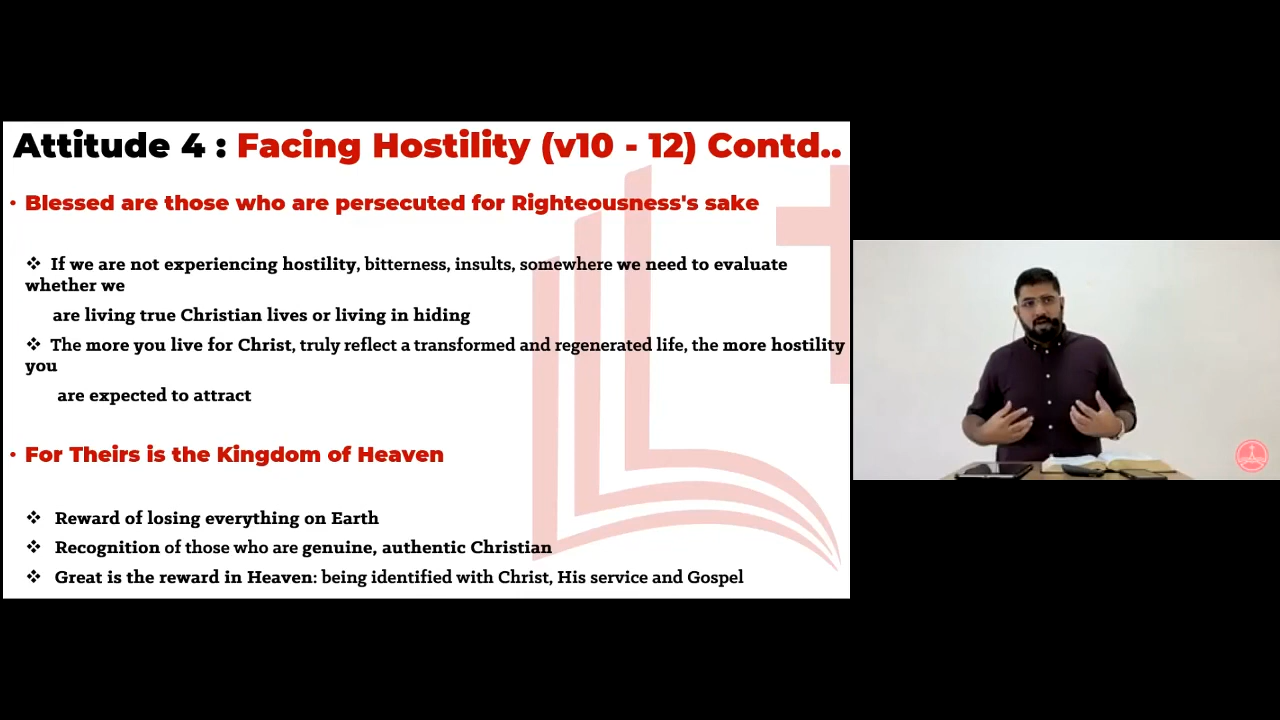 Attitude 4 : Facing Hostility (v10 - 12) Contd..
• Blessed are those who are persecuted for Righteousness's sake
❖ If we are not experiencing hostility, bitterness, insults, somewhere we need to evaluate
whether we
are living true Christian lives or living in hiding
❖ The more you live for Christ, truly reflect a transformed and regenerated life, the more hostility
you
are expected to attract
• For Theirs is the Kingdom of Heaven
❖ Reward of losing everything on Earth
❖ Recognition of those who are genuine, authentic Christian
❖ Great is the reward in Heaven: being identified with Christ, His service and Gospel